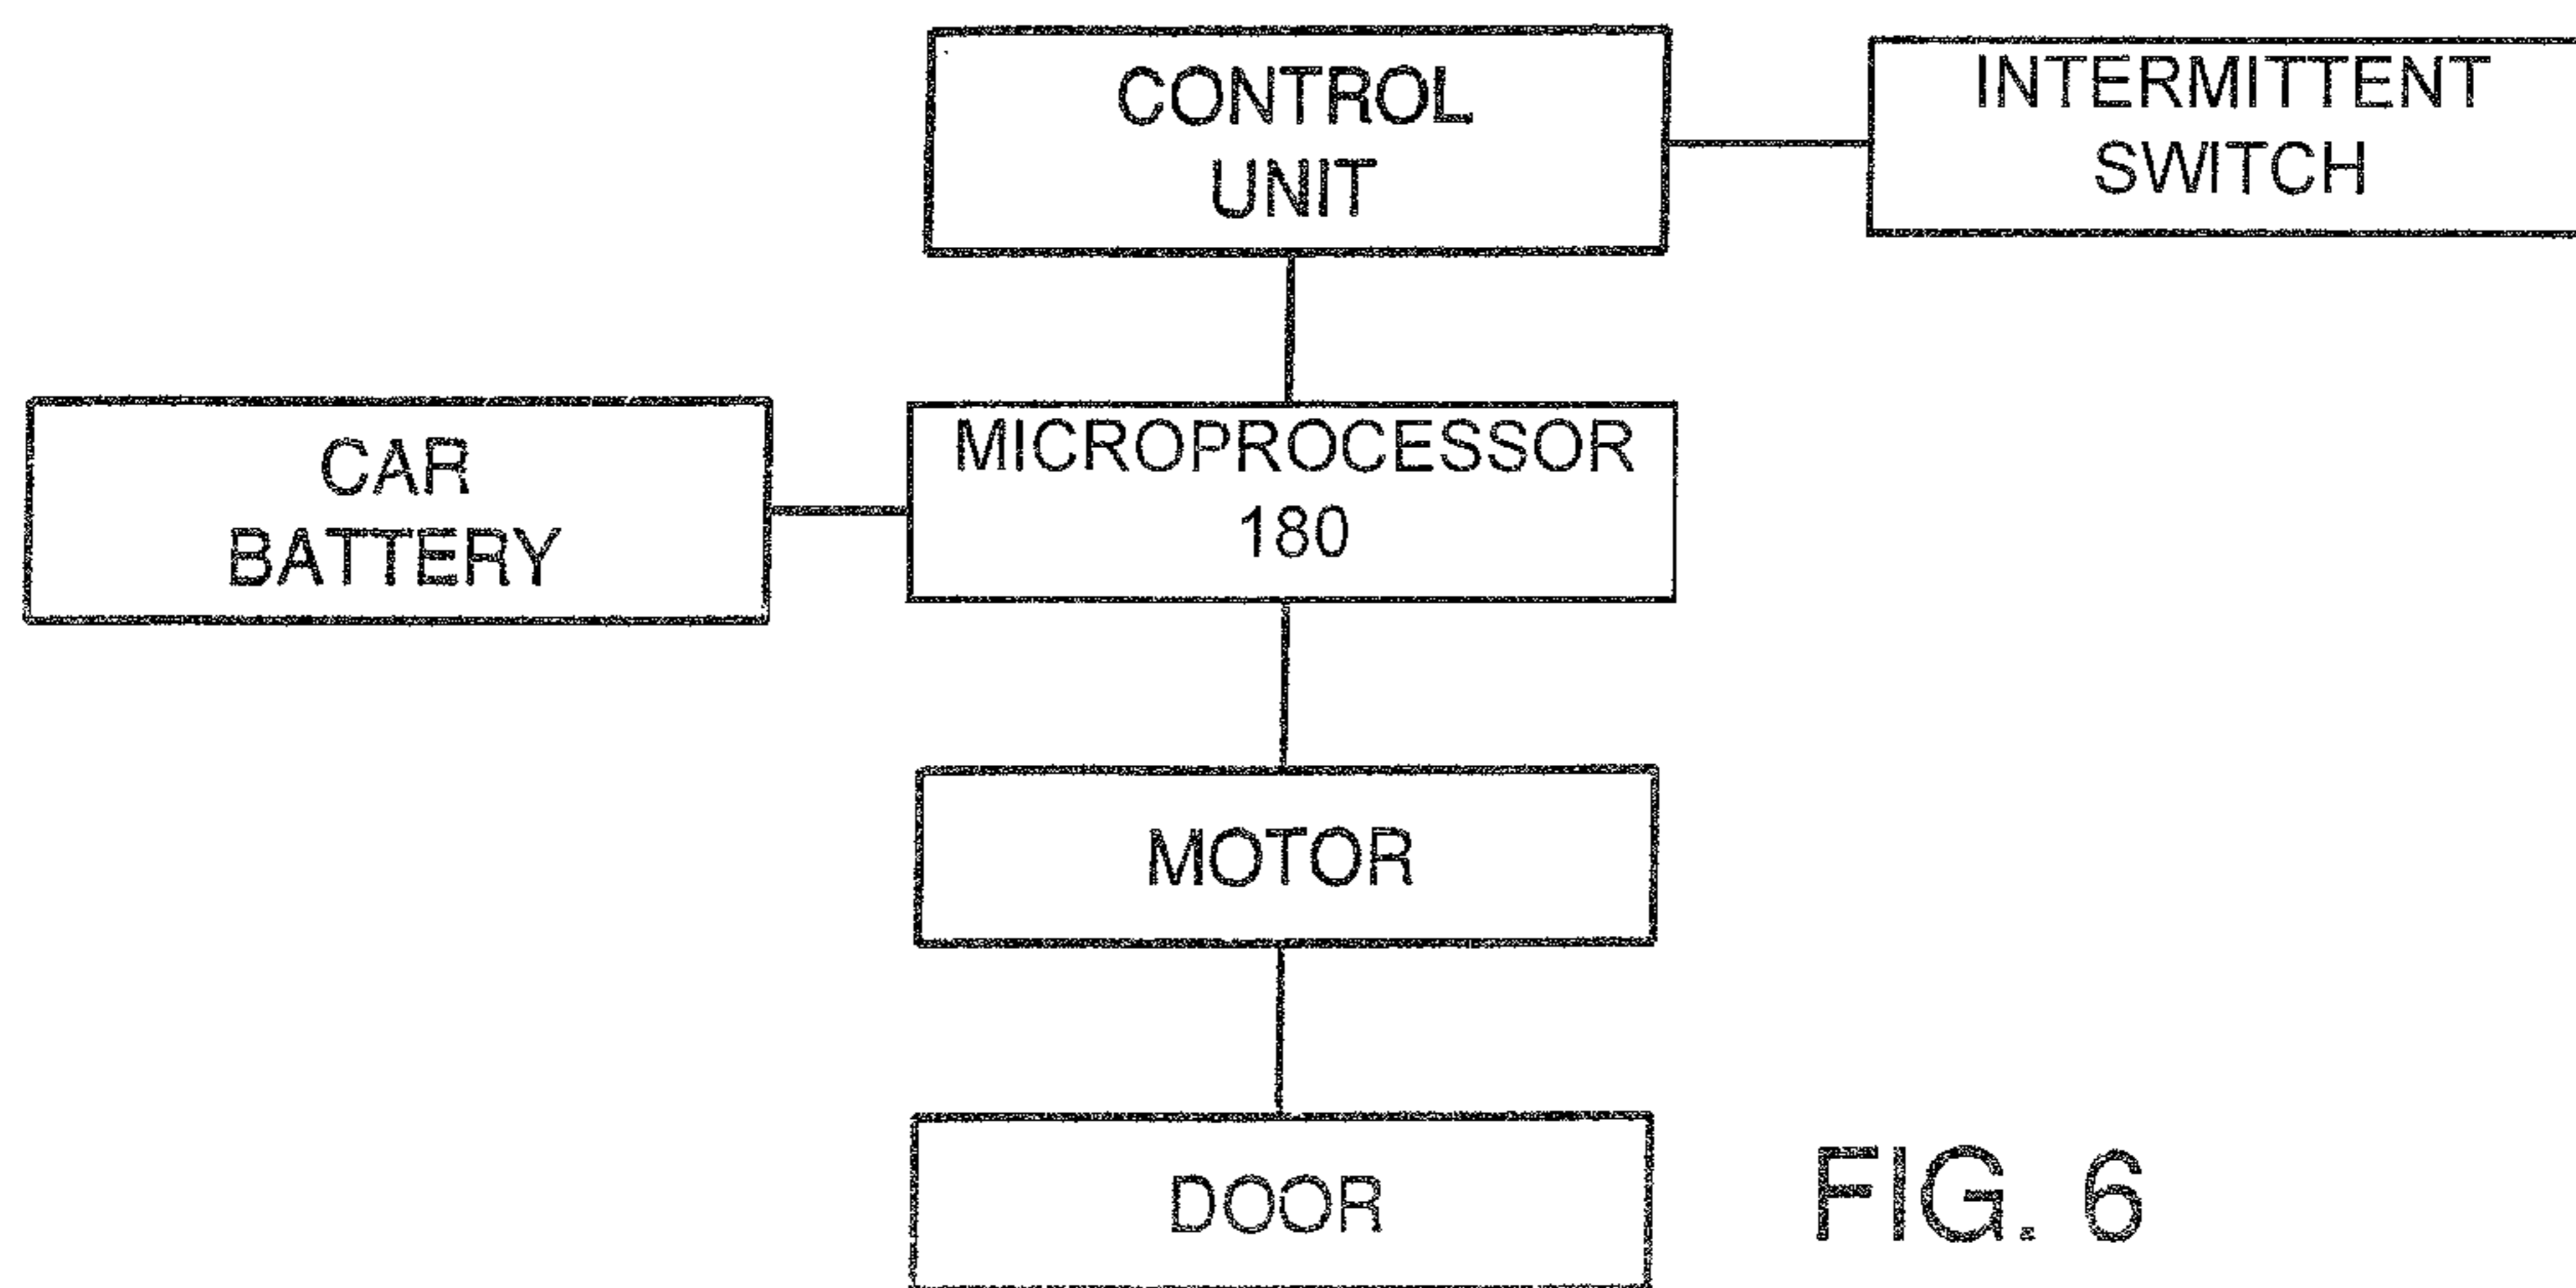 CONTROL
UNIT
INTERMITTENT
SWITCH
CAR
BATTERY
MICROPROCESSOR
180
MOTOR
DOOR
FIG. 6